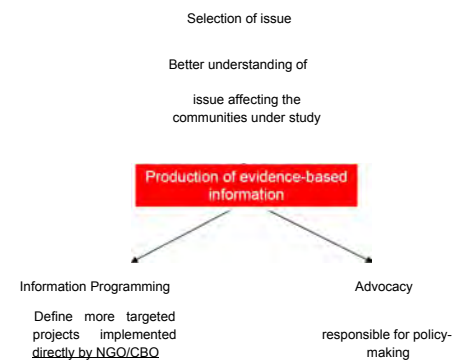 Selection of issue
Better understanding of
issue affecting the
communities under study
Production of evidence-based
information
Information Programming
Advocacy
Define more targeted
projects implemented
directly by NGO/CBO
responsible for policy-
making